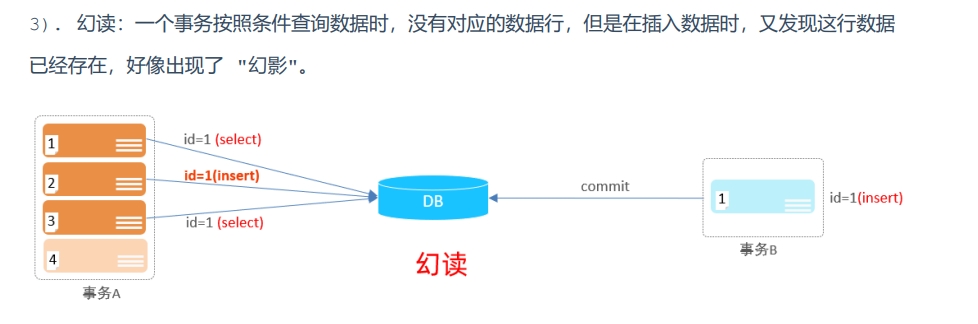 3）. 幻读：一个事务按照条件查询数据时，没有对应的数据行，但是在插入数据时，又发现这行数据
已经存在，好像出现了 "幻影"。
1
id=1 (select)
2
id=1(insert)
3
id=1 (select)
4
事务A
DB
幻读
commit
1
id=1(insert)
事务B